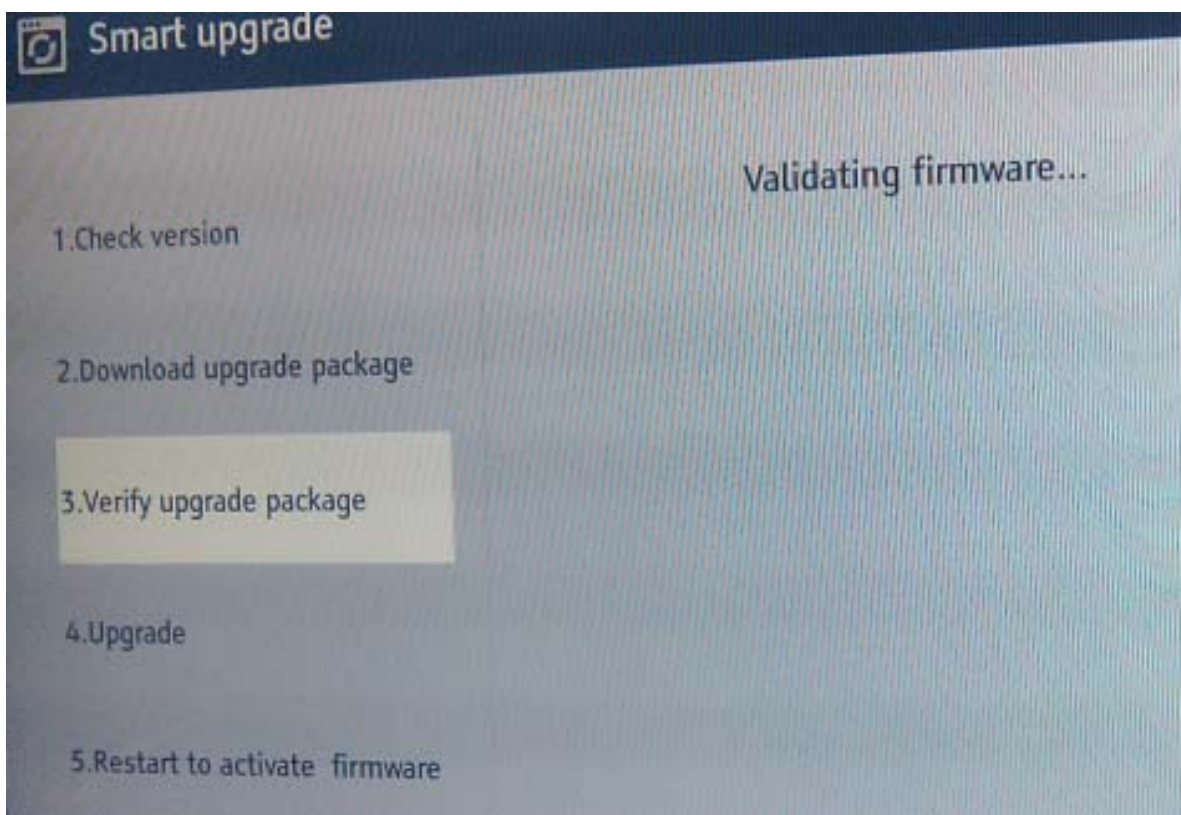 Smart upgrade
Validating firmware...
1.Check version
2.Download upgrade package
3.Verify upgrade package
4.Upgrade
5.Restart to activate firmware